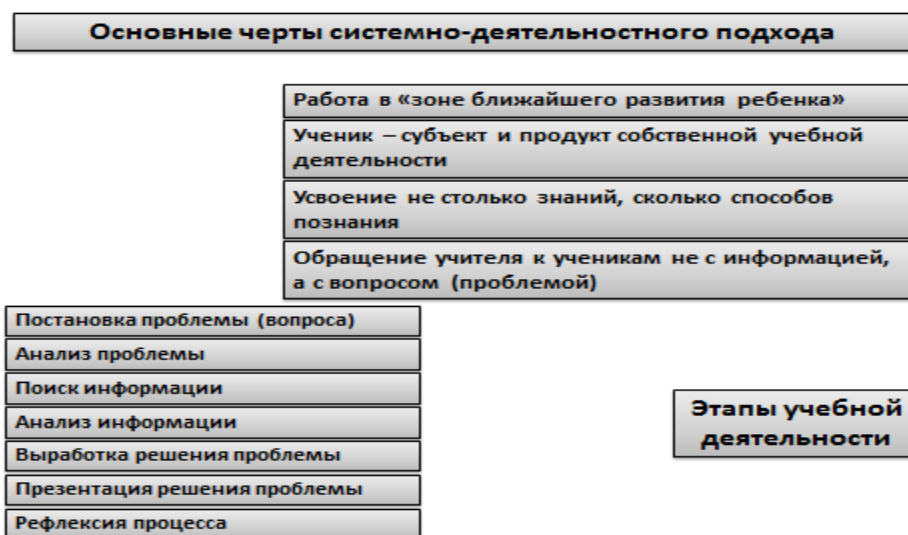 Основные черты системно-деятельностного подхода
Работа в «зоне ближайшего развития ребенка»
Ученик – субъект и продукт собственной учебной
деятельности
Усвоение не столько знаний, сколько способов
познания
Обращение учителя к ученикам не с информацией,
а с вопросом (проблемой)
Постановка проблемы (вопроса)
Анализ проблемы
Поиск информации
Анализ информации
Выработка решения проблемы
Презентация решения проблемы
Рефлексия процесса
Этапы учебной
деятельности